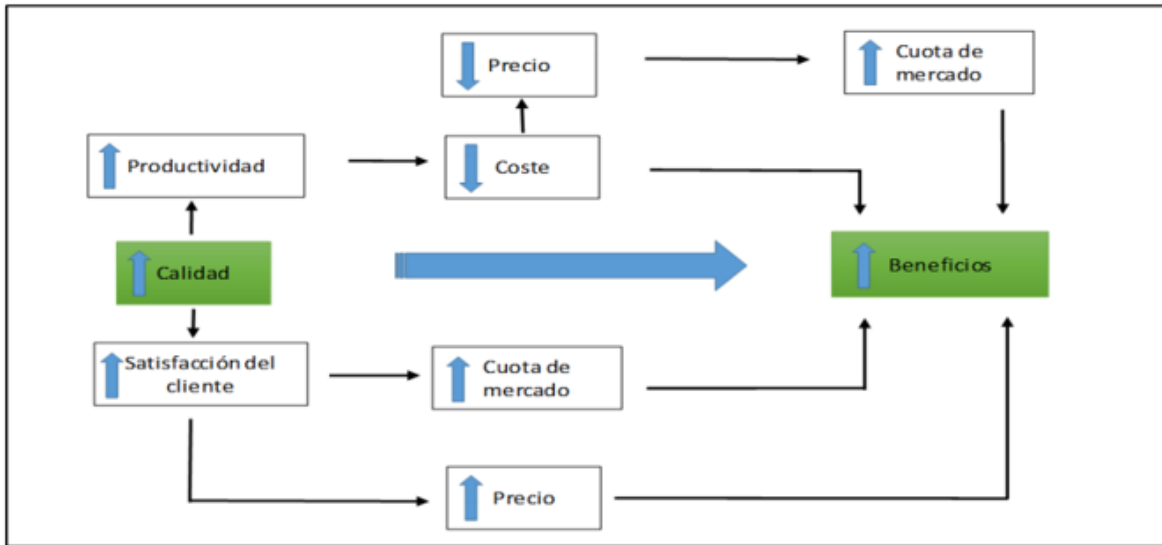 Precio
Cuota de
mercado
Productividad
Coste
Calidad
Beneficios
Satisfacción del
cliente
Cuota de
mercado
Precio